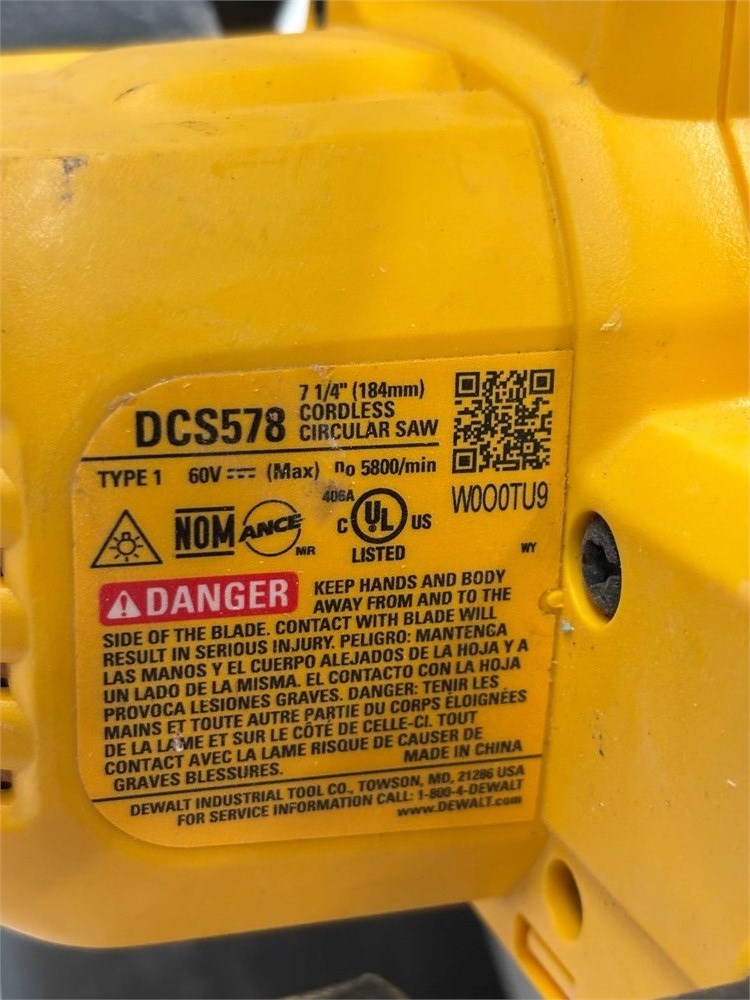 7 1/4" (184mm)
DCS578 CORDLESS
CIRCULAR SAW
TYPE 1 60V ⎓ (Max) n₀ 5800/min
W0O0TU9
406A
NOM ANCE MR
C UL US
LISTED
WY
DANGER KEEP HANDS AND BODY
AWAY FROM AND TO THE
SIDE OF THE BLADE. CONTACT WITH BLADE WILL
RESULT IN SERIOUS INJURY. PELIGRO: MANTENGA
LAS MANOS Y EL CUERPO ALEJADOS DE LA HOJA Y A
UN LADO DE LA MISMA. EL CONTACTO CON LA HOJA
PROVOCA LESIONES GRAVES. DANGER: TENIR LES
MAINS ET TOUTE AUTRE PARTIE DU CORPS ÉLOIGNÉES
DE LA LAME ET SUR LE CÔTÉ DE CELLE-CI. TOUT
CONTACT AVEC LA LAME RISQUE DE CAUSER DE
GRAVES BLESSURES. MADE IN CHINA
DEWALT INDUSTRIAL TOOL CO., TOWSON, MD, 21286 USA
FOR SERVICE INFORMATION CALL: 1-800-4-DEWALT
www.DEWALT.com